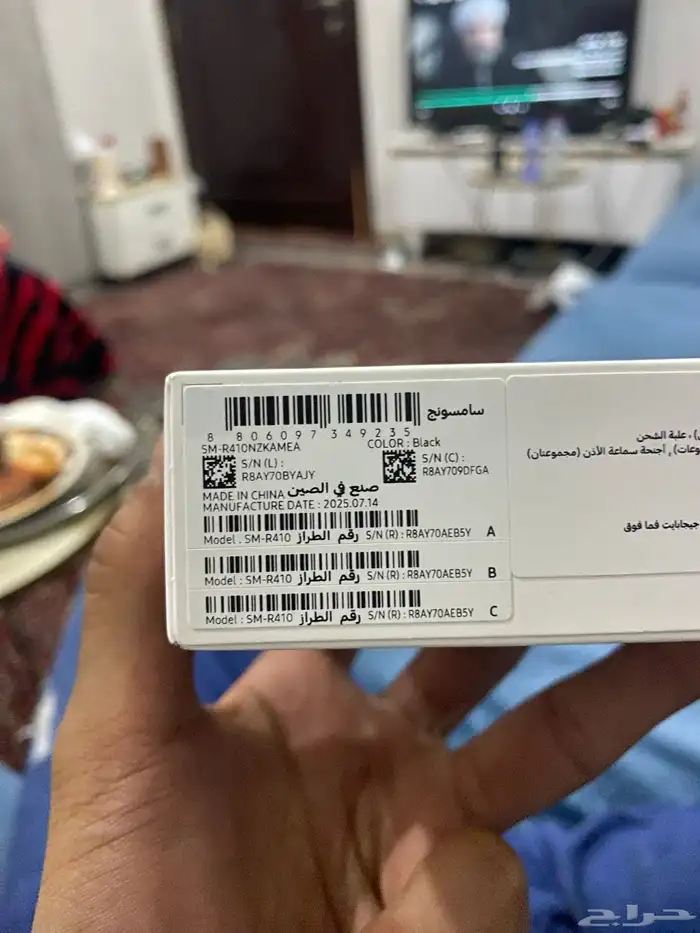 سامسونج
8 806097 349235
SM-R410NZKAMEA
COLOR : Black
S/N (L) :
R8AY70BYAJY
S/N (C) :
R8AY709DFGA
MADE IN CHINA صنع في الصين
MANUFACTURE DATE : 2025.07.14
Model : SM-R410 رقم الطراز S/N (R) : R8AY70AEB5Y A
Model : SM-R410 رقم الطراز S/N (R) : R8AY70AEB5Y B
Model : SM-R410 رقم الطراز S/N (R) : R8AY70AEB5Y C
، علبة الشحن
، أجنحة سماعة الأذن (مجموعتان)
جيجابايت فما فوق
حراج